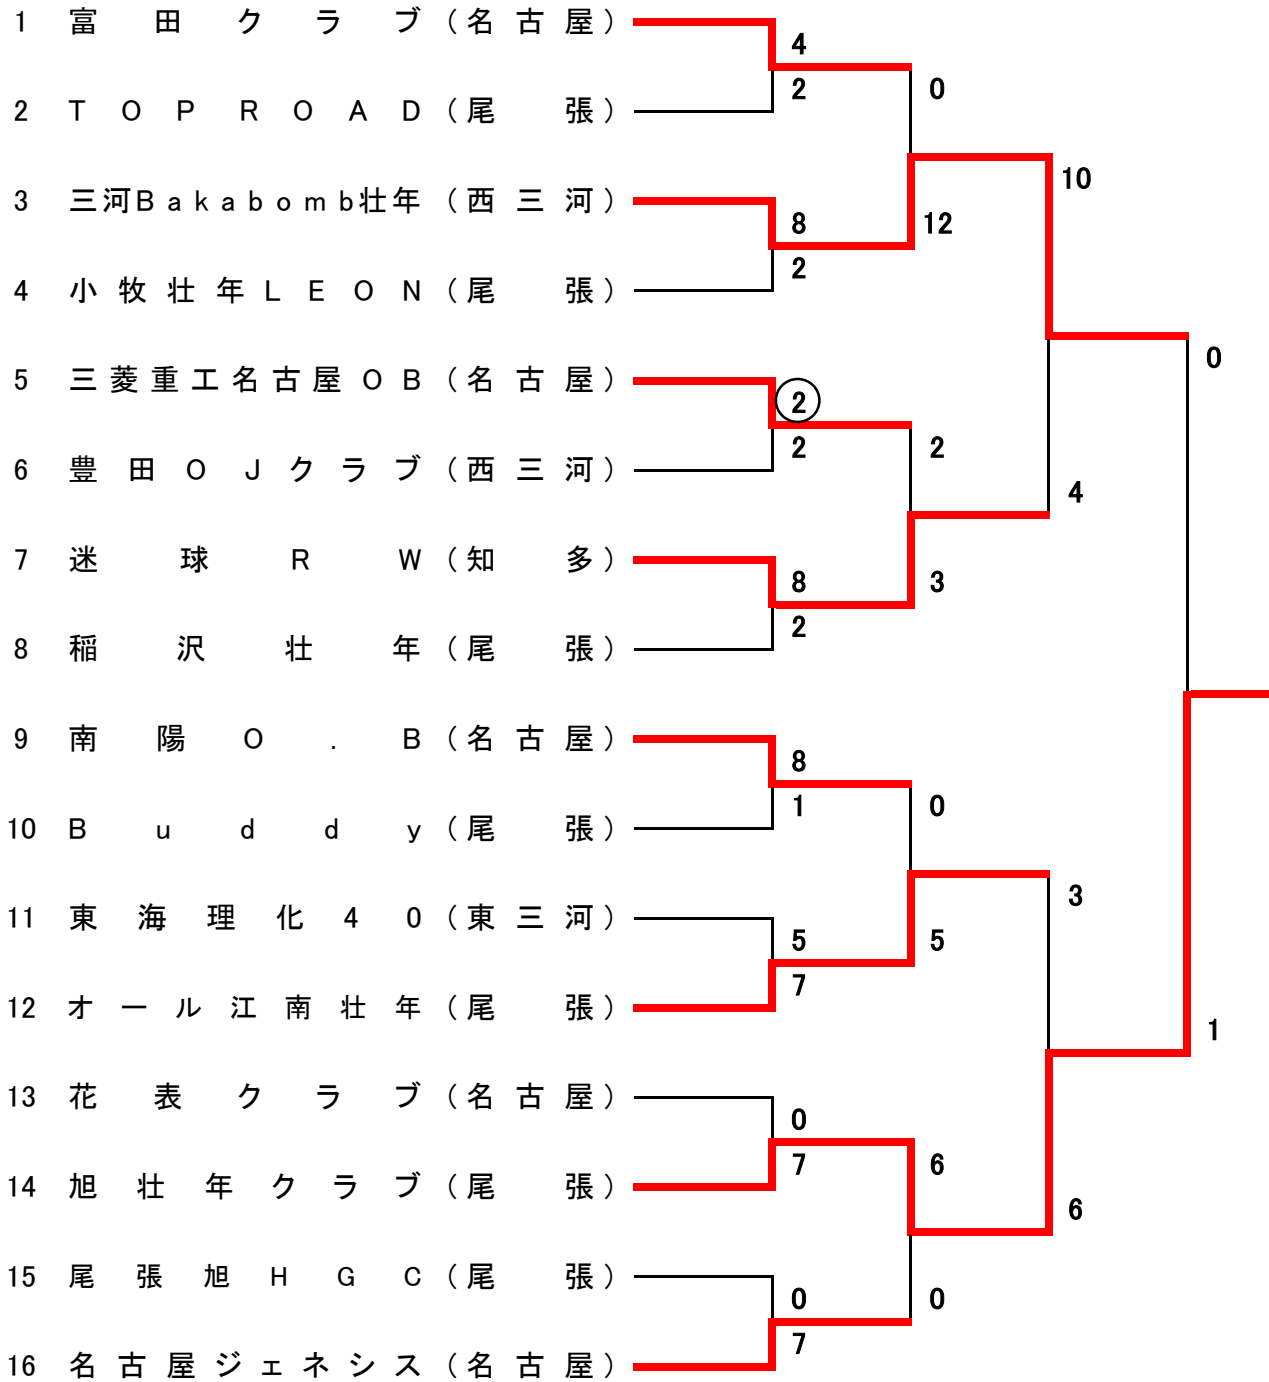 1 富田クラブ(名古屋)
4
2 0
2 TOP ROAD(尾張)
10
3 三河Bakabomb壮年(西三河)
8 12
2
4 小牧壮年LEON(尾張)
0
5 三菱重工名古屋OB(名古屋)
2
2 2
6 豊田OJクラブ(西三河)
4
7 迷球RW(知多)
8 3
2
8 稲沢壮年(尾張)
9 南陽O.B(名古屋)
8
1 0
10 Buddy(尾張)
3
11 東海理化40(東三河)
5 5
7
12 オール江南壮年(尾張)
1
13 花表クラブ(名古屋)
0
7 6
14 旭壮年クラブ(尾張)
6
15 尾張旭HGC(尾張)
0 0
7
16 名古屋ジェネシス(名古屋)